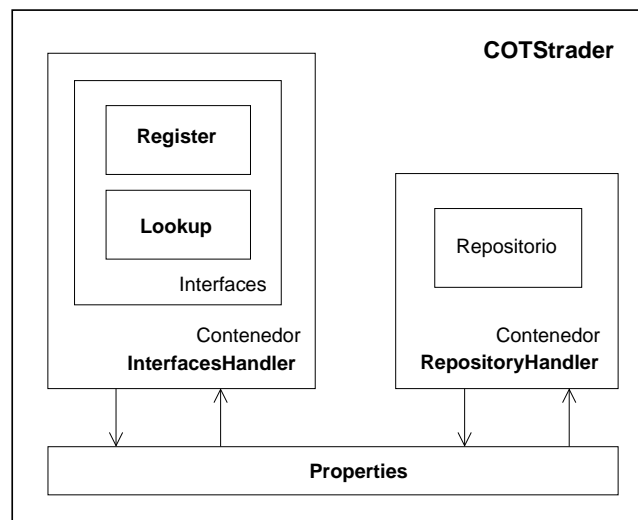 COTStrader
Register
Lookup
Interfaces
Contenedor
InterfacesHandler
Repositorio
Contenedor
RepositoryHandler
Properties